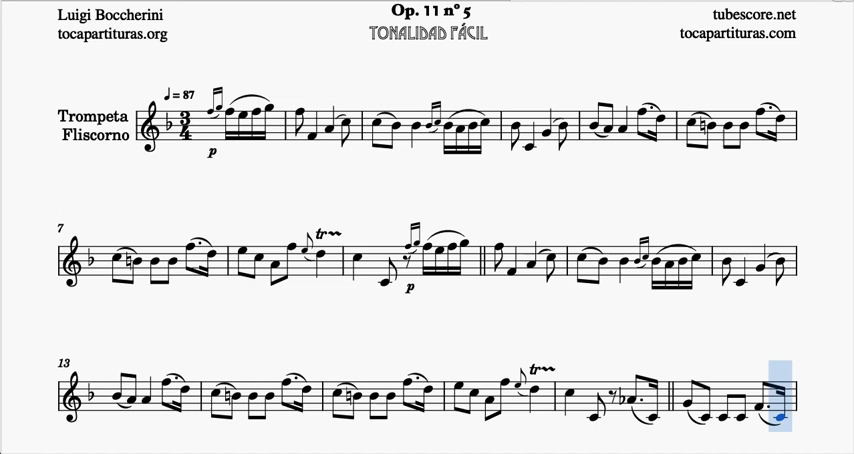 Luigi Boccherini
Op. 11 nº 5
tubescore.net
tocapartituras.org
TONALIDAD FÁCIL
tocapartituras.com
♩ = 87
Trompeta
Fliscorno
3
4
p
7
tr
p
13
tr